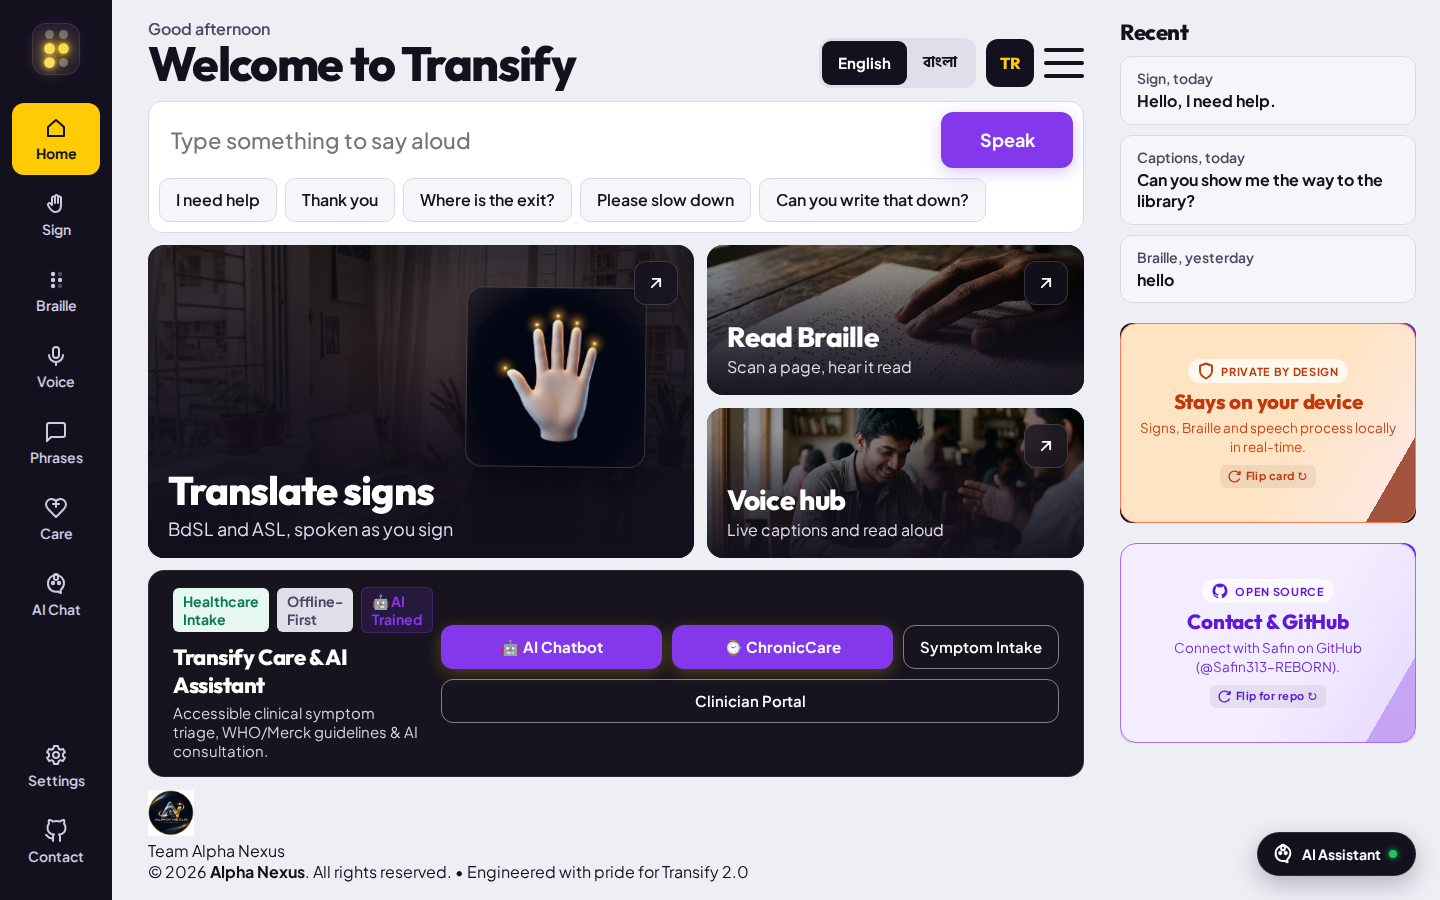 Home
Sign
Braille
Voice
Phrases
Care
AI Chat
Settings
Contact
Good afternoon
Welcome to Transify
English
বাংলা
TR
Type something to say aloud
Speak
I need help
Thank you
Where is the exit?
Please slow down
Can you write that down?
Translate signs
BdSL and ASL, spoken as you sign
Read Braille
Scan a page, hear it read
Voice hub
Live captions and read aloud
Healthcare
Intake
Offline-
First
🤖 AI
Trained
Transify Care & AI
Assistant
Accessible clinical symptom
triage, WHO/Merck guidelines & AI
consultation.
🤖 AI Chatbot
⌚ ChronicCare
Symptom Intake
Clinician Portal
ALPHA NEXUS
Team Alpha Nexus
© 2026 Alpha Nexus. All rights reserved. • Engineered with pride for Transify 2.0
Recent
Sign, today
Hello, I need help.
Captions, today
Can you show me the way to the
library?
Braille, yesterday
hello
PRIVATE BY DESIGN
Stays on your device
Signs, Braille and speech process locally
in real-time.
Flip card ↻
OPEN SOURCE
Contact & GitHub
Connect with Safin on GitHub
(@Safin313-REBORN).
Flip for repo ↻
AI Assistant